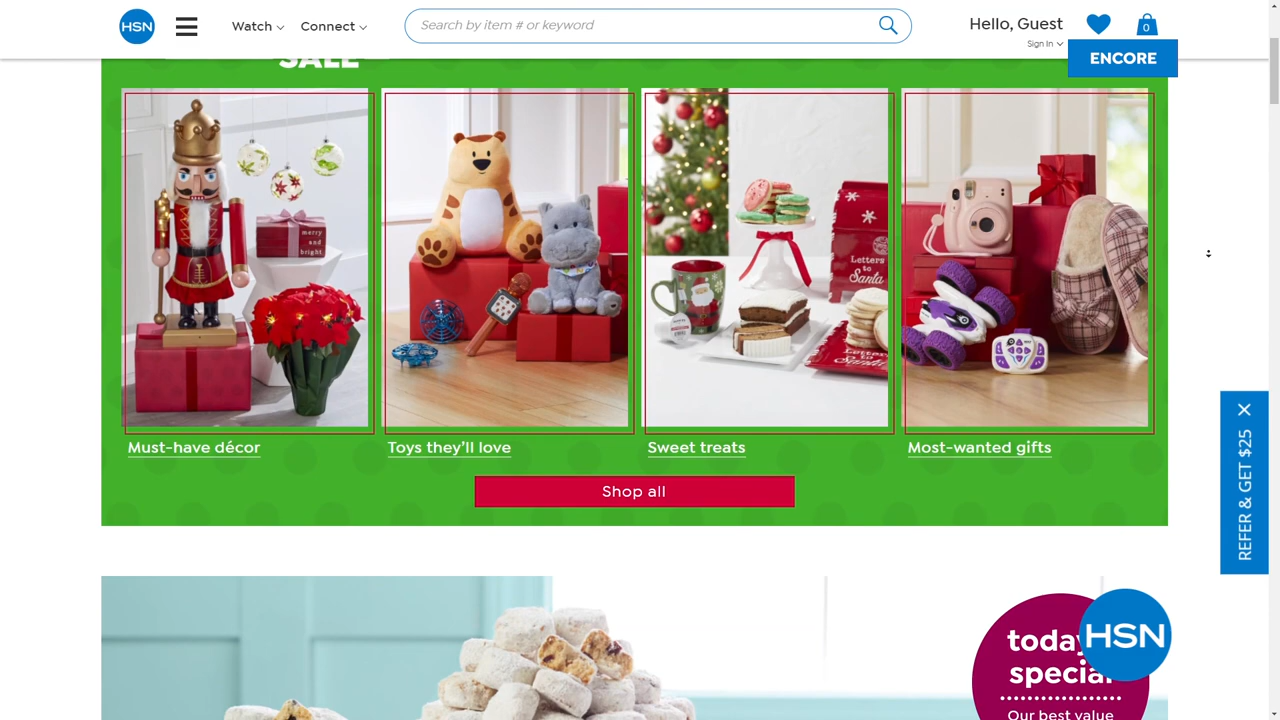 HSN
Watch
Connect
Search by item # or keyword
Hello, Guest
Sign In
0
ENCORE
SALE
merry
and
bright
Letters
to
Santa
Must-have décor
Toys they'll love
Sweet treats
Most-wanted gifts
Shop all
REFER & GET $25
HSN
special
Our best value